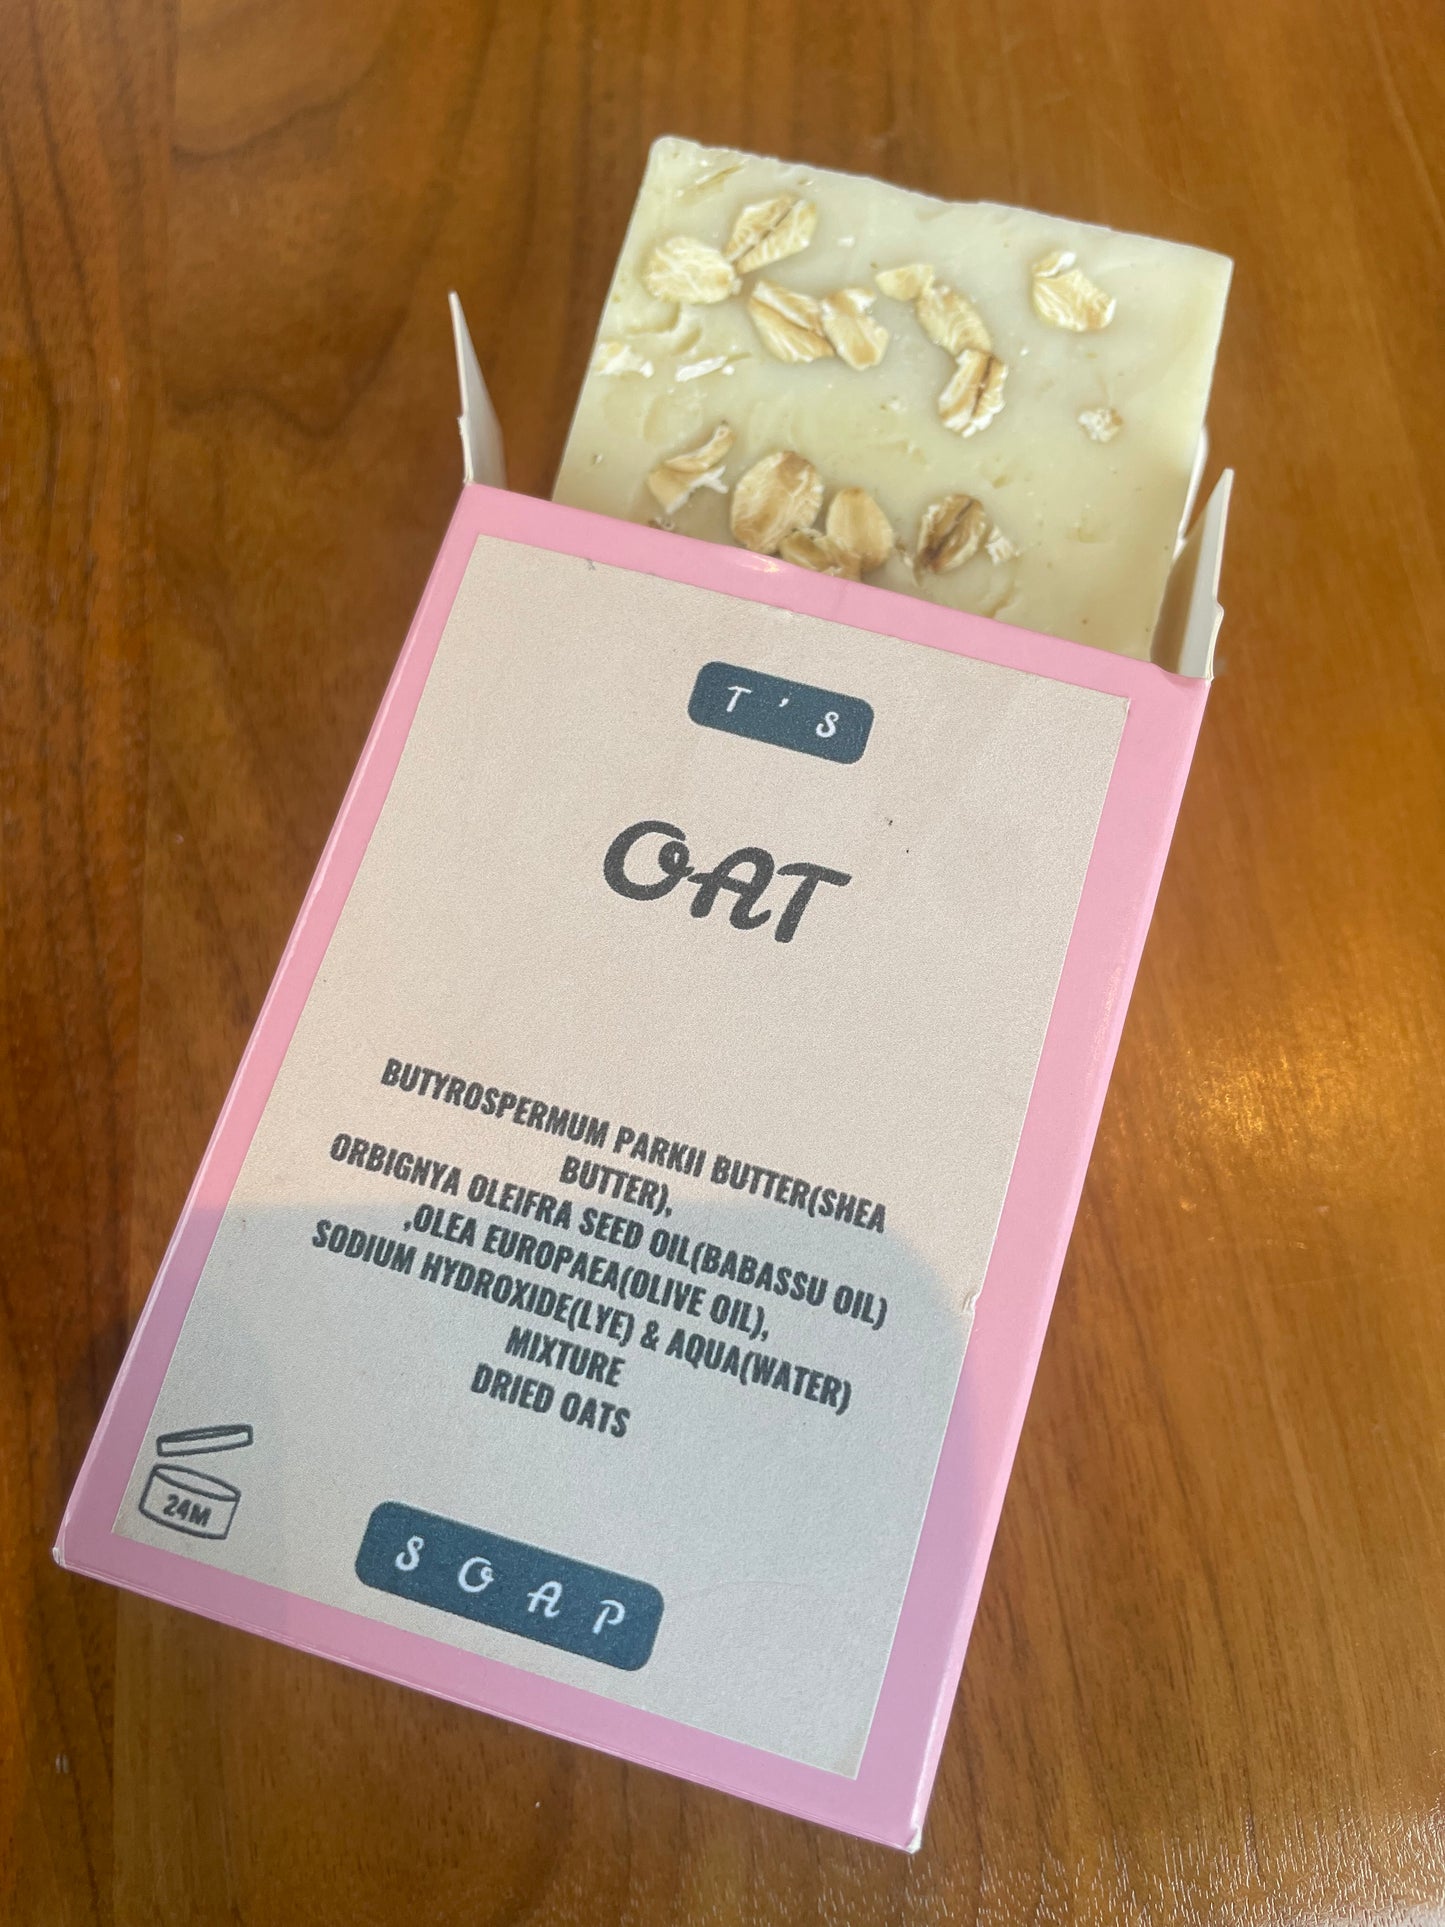 T'S
OAT
BUTYROSPERMUM PARKII BUTTER(SHEA
BUTTER),
ORBIGNYA OLEIFRA SEED OIL(BABASSU OIL)
,OLEA EUROPAEA(OLIVE OIL),
SODIUM HYDROXIDE(LYE) & AQUA(WATER)
MIXTURE
DRIED OATS
24M
SOAP